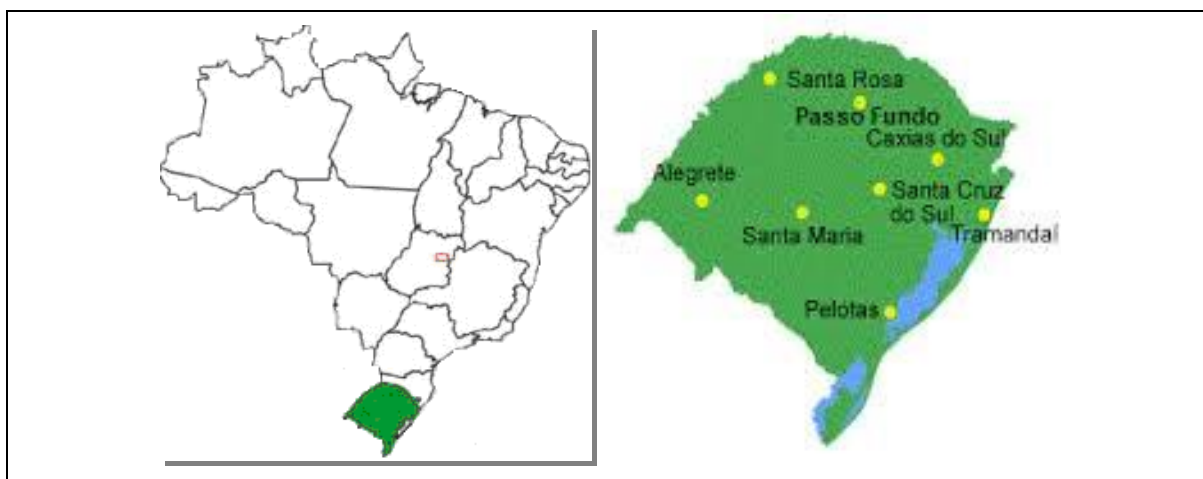 Santa Rosa
Passo Fundo
Caxias do Sul
Alegrete
Santa Cruz
do Sul
Santa Maria
Tramandaí
Pelotas